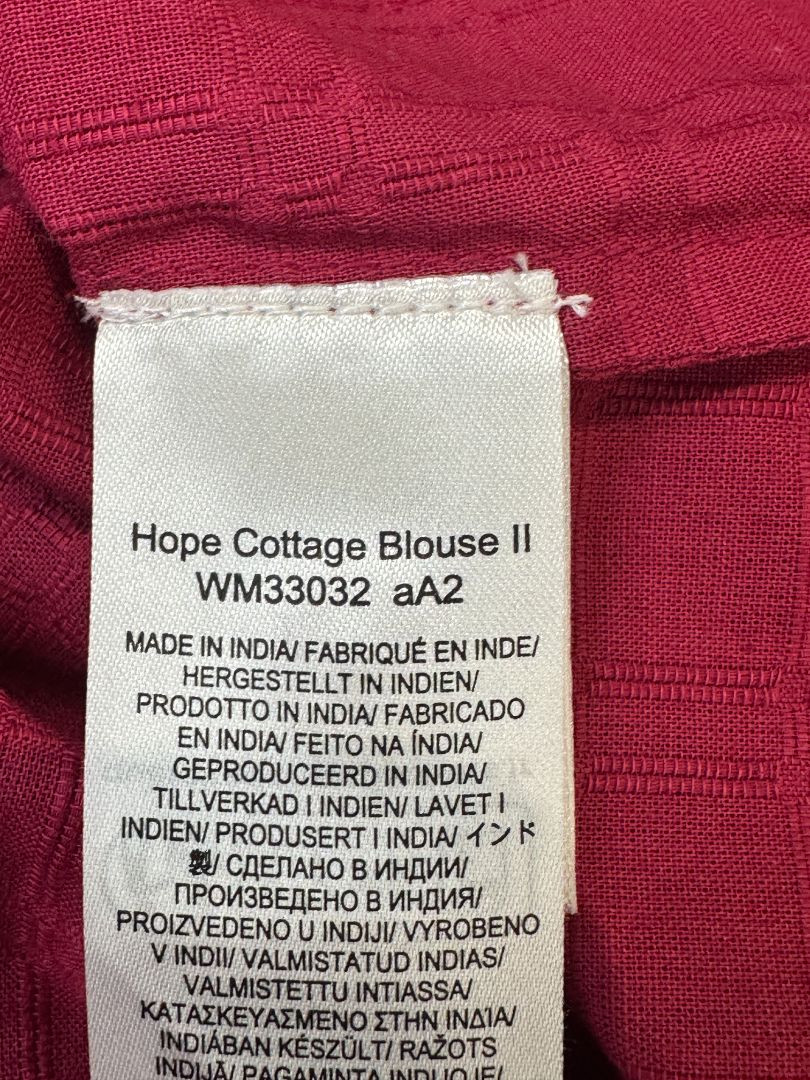 Hope Cottage Blouse II
WM33032 aA2
MADE IN INDIA/ FABRIQUÉ EN INDE/
HERGESTELLT IN INDIEN/
PRODOTTO IN INDIA/ FABRICADO
EN INDIA/ FEITO NA ÍNDIA/
GEPRODUCEERD IN INDIA/
TILLVERKAD I INDIEN/ LAVET I
INDIEN/ PRODUSERT I INDIA/ インド
製/ СДЕЛАНО В ИНДИИ/
ПРОИЗВЕДЕНО В ИНДИЯ/
PROIZVEDENO U INDIJI/ VYROBENO
V INDII/ VALMISTATUD INDIAS/
VALMISTETTU INTIASSA/
ΚΑΤΑΣΚΕΥΑΣΜΈΝΟ ΣΤΗΝ ΙΝΔΊΑ/
INDIÁBAN KÉSZÜLT/ RAŽOTS
INDIJĀ/ PAGAMINTA INDIJOJE/